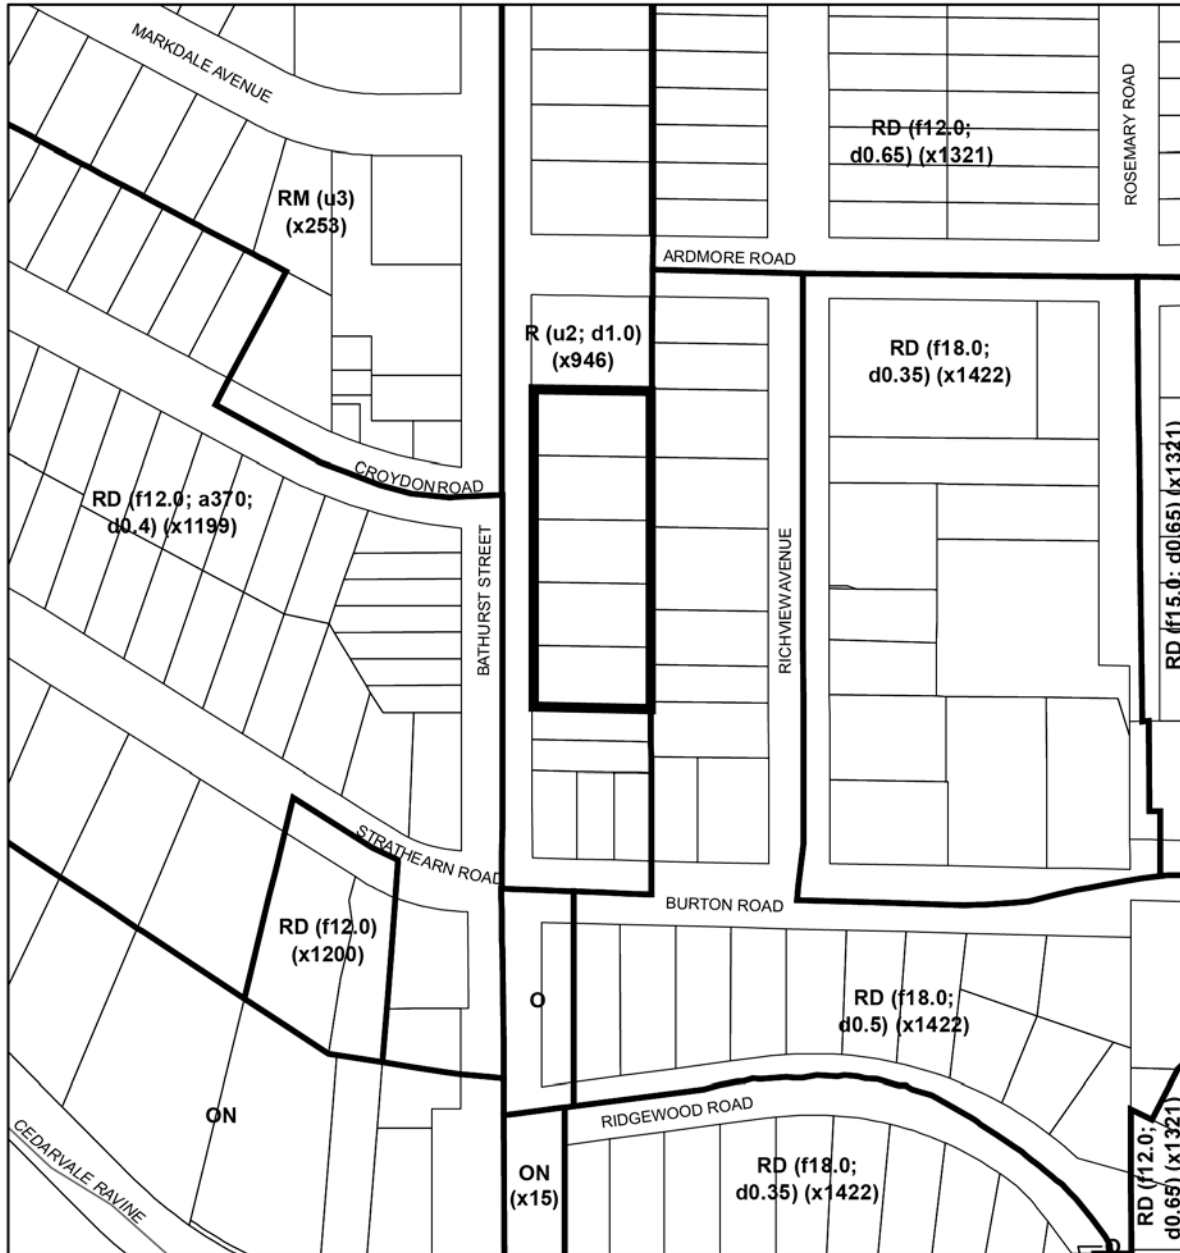 MARKDALE AVENUE
ROSEMARY ROAD
RD (f12.0;
d0.65) (x1321)
RM (u3)
(x253)
ARDMORE ROAD
R (u2; d1.0)
(x946)
RD (f18.0;
d0.35) (x1422)
CROYDON ROAD
RD (f12.0; a370;
d0.4) (x1199)
BATHURST STREET
RICHVIEW AVENUE
RD (f15.0; d0.65) (x1321)
STRATHEARN ROAD
BURTON ROAD
RD (f12.0)
(x1200)
O
RD (f18.0;
d0.5) (x1422)
ON
RIDGEWOOD ROAD
CEDARVALE RAVINE
ON
(x15)
RD (f18.0;
d0.35) (x1422)
RD (f12.0;
d0.65) (x1321)
O